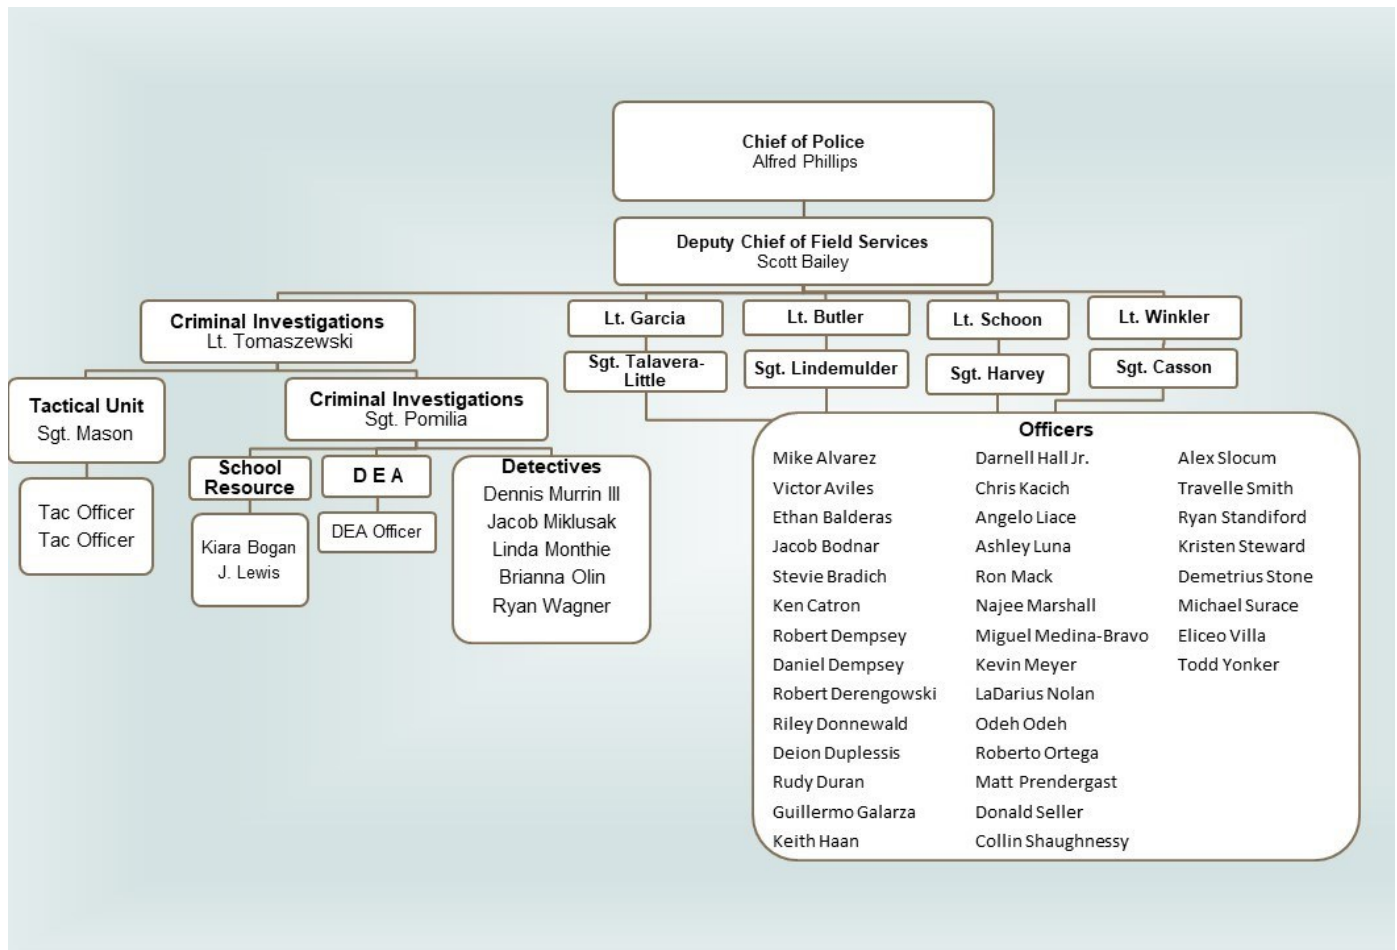 Chief of Police
Alfred Phillips
Deputy Chief of Field Services
Scott Bailey
Criminal Investigations
Lt. Tomaszewski
Lt. Garcia
Lt. Butler
Lt. Schoon
Lt. Winkler
Sgt. Talavera-
Little
Sgt. Lindemulder
Sgt. Harvey
Sgt. Casson
Tactical Unit
Sgt. Mason
Criminal Investigations
Sgt. Pomilia
Tac Officer
Tac Officer
School
Resource
Kiara Bogan
J. Lewis
D E A
DEA Officer
Detectives
Dennis Murrin III
Jacob Miklusak
Linda Monthie
Brianna Olin
Ryan Wagner
Officers
Mike Alvarez
Victor Aviles
Ethan Balderas
Jacob Bodnar
Stevie Bradich
Ken Catron
Robert Dempsey
Daniel Dempsey
Robert Derengowski
Riley Donnewald
Deion Duplessis
Rudy Duran
Guillermo Galarza
Keith Haan
Darnell Hall Jr.
Chris Kacich
Angelo Liace
Ashley Luna
Ron Mack
Najee Marshall
Miguel Medina-Bravo
Kevin Meyer
LaDarius Nolan
Odeh Odeh
Roberto Ortega
Matt Prendergast
Donald Seller
Collin Shaughnessy
Alex Slocum
Travelle Smith
Ryan Standiford
Kristen Steward
Demetrius Stone
Michael Surace
Eliceo Villa
Todd Yonker